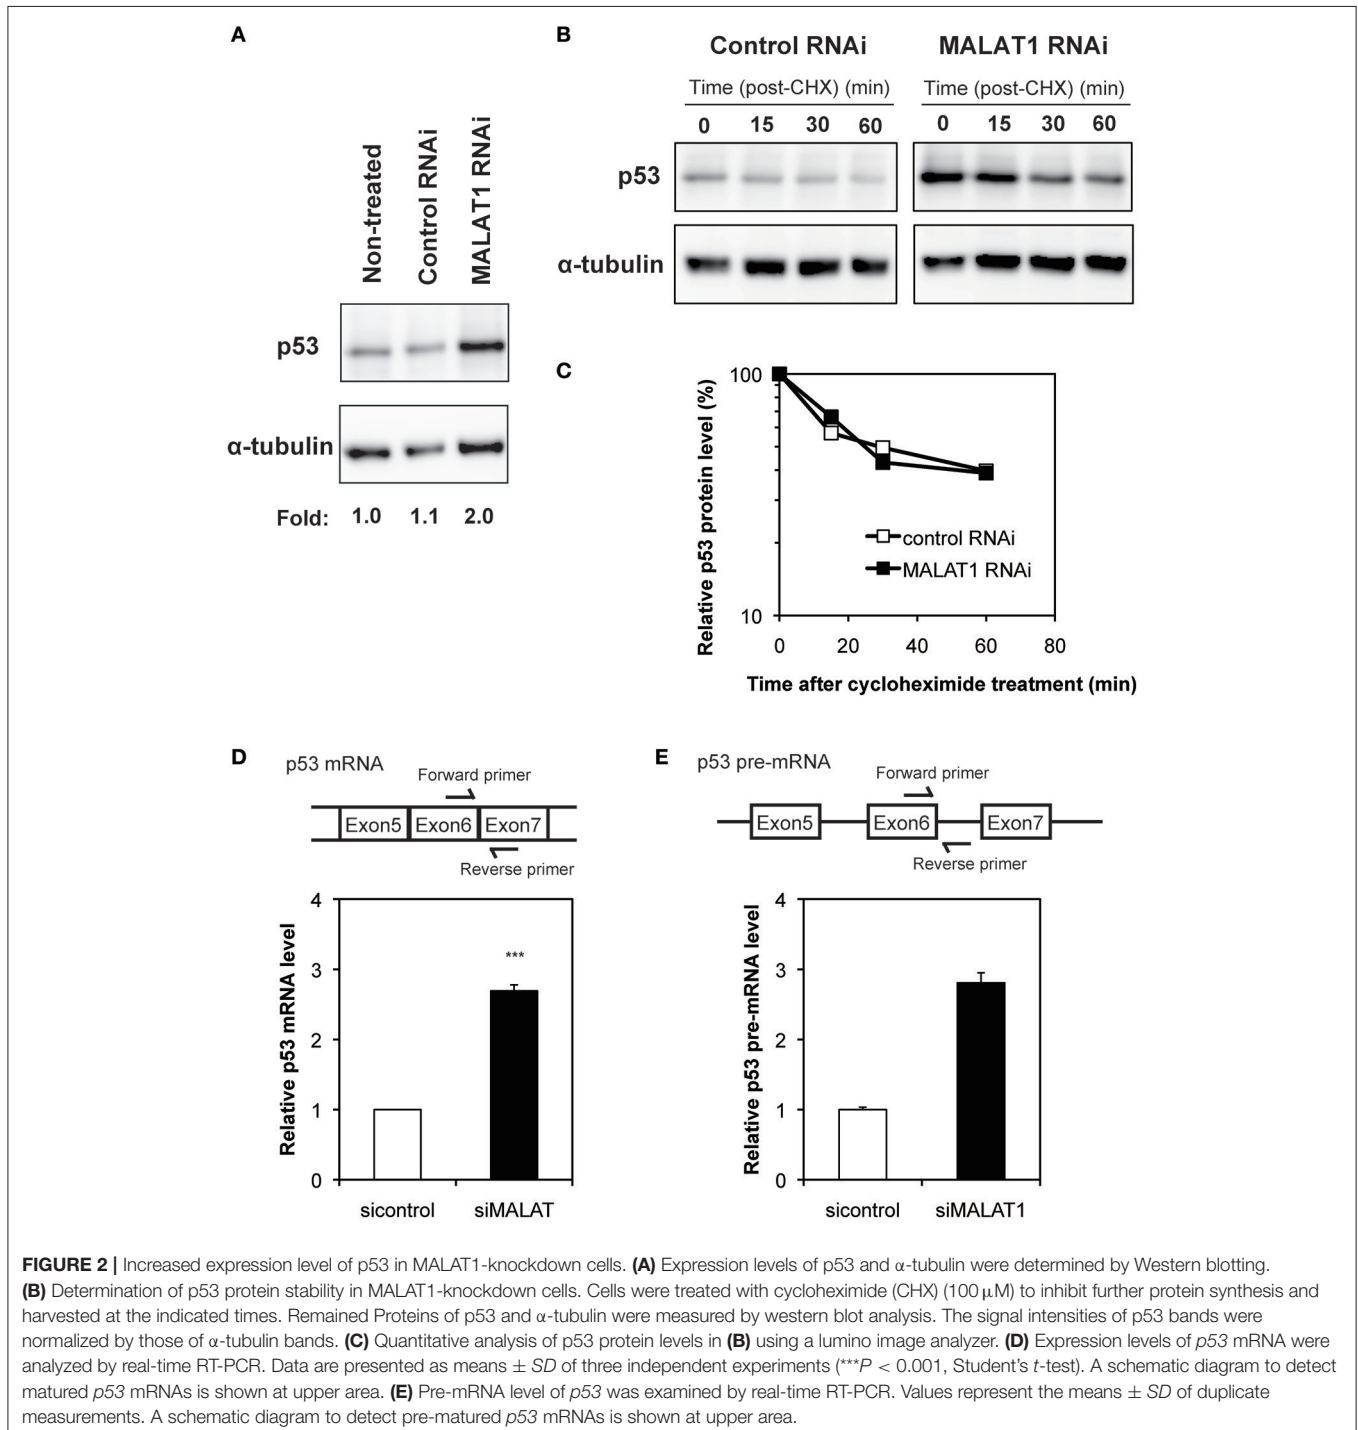 A
Non-treated
Control RNAi
MALAT1 RNAi
p53
α-tubulin
Fold: 1.0 1.1 2.0
B
Control RNAi MALAT1 RNAi
Time (post-CHX) (min) Time (post-CHX) (min)
0 15 30 60 0 15 30 60
p53
α-tubulin
C
Relative p53 protein level (%)
100
10
control RNAi
MALAT1 RNAi
0 20 40 60 80
Time after cycloheximide treatment (min)
D
p53 mRNA
Forward primer
Exon5 Exon6 Exon7
Reverse primer
Relative p53 mRNA level
4
3
2
1
0
***
sicontrol siMALAT
E
p53 pre-mRNA
Forward primer
Exon5 Exon6 Exon7
Reverse primer
Relative p53 pre-mRNA level
4
3
2
1
0
sicontrol siMALAT1
FIGURE 2 | Increased expression level of p53 in MALAT1-knockdown cells. (A) Expression levels of p53 and α-tubulin were determined by Western blotting.
(B) Determination of p53 protein stability in MALAT1-knockdown cells. Cells were treated with cycloheximide (CHX) (100 μM) to inhibit further protein synthesis and
harvested at the indicated times. Remained Proteins of p53 and α-tubulin were measured by western blot analysis. The signal intensities of p53 bands were
normalized by those of α-tubulin bands. (C) Quantitative analysis of p53 protein levels in (B) using a lumino image analyzer. (D) Expression levels of p53 mRNA were
analyzed by real-time RT-PCR. Data are presented as means ± SD of three independent experiments (***P < 0.001, Student's t-test). A schematic diagram to detect
matured p53 mRNAs is shown at upper area. (E) Pre-mRNA level of p53 was examined by real-time RT-PCR. Values represent the means ± SD of duplicate
measurements. A schematic diagram to detect pre-matured p53 mRNAs is shown at upper area.